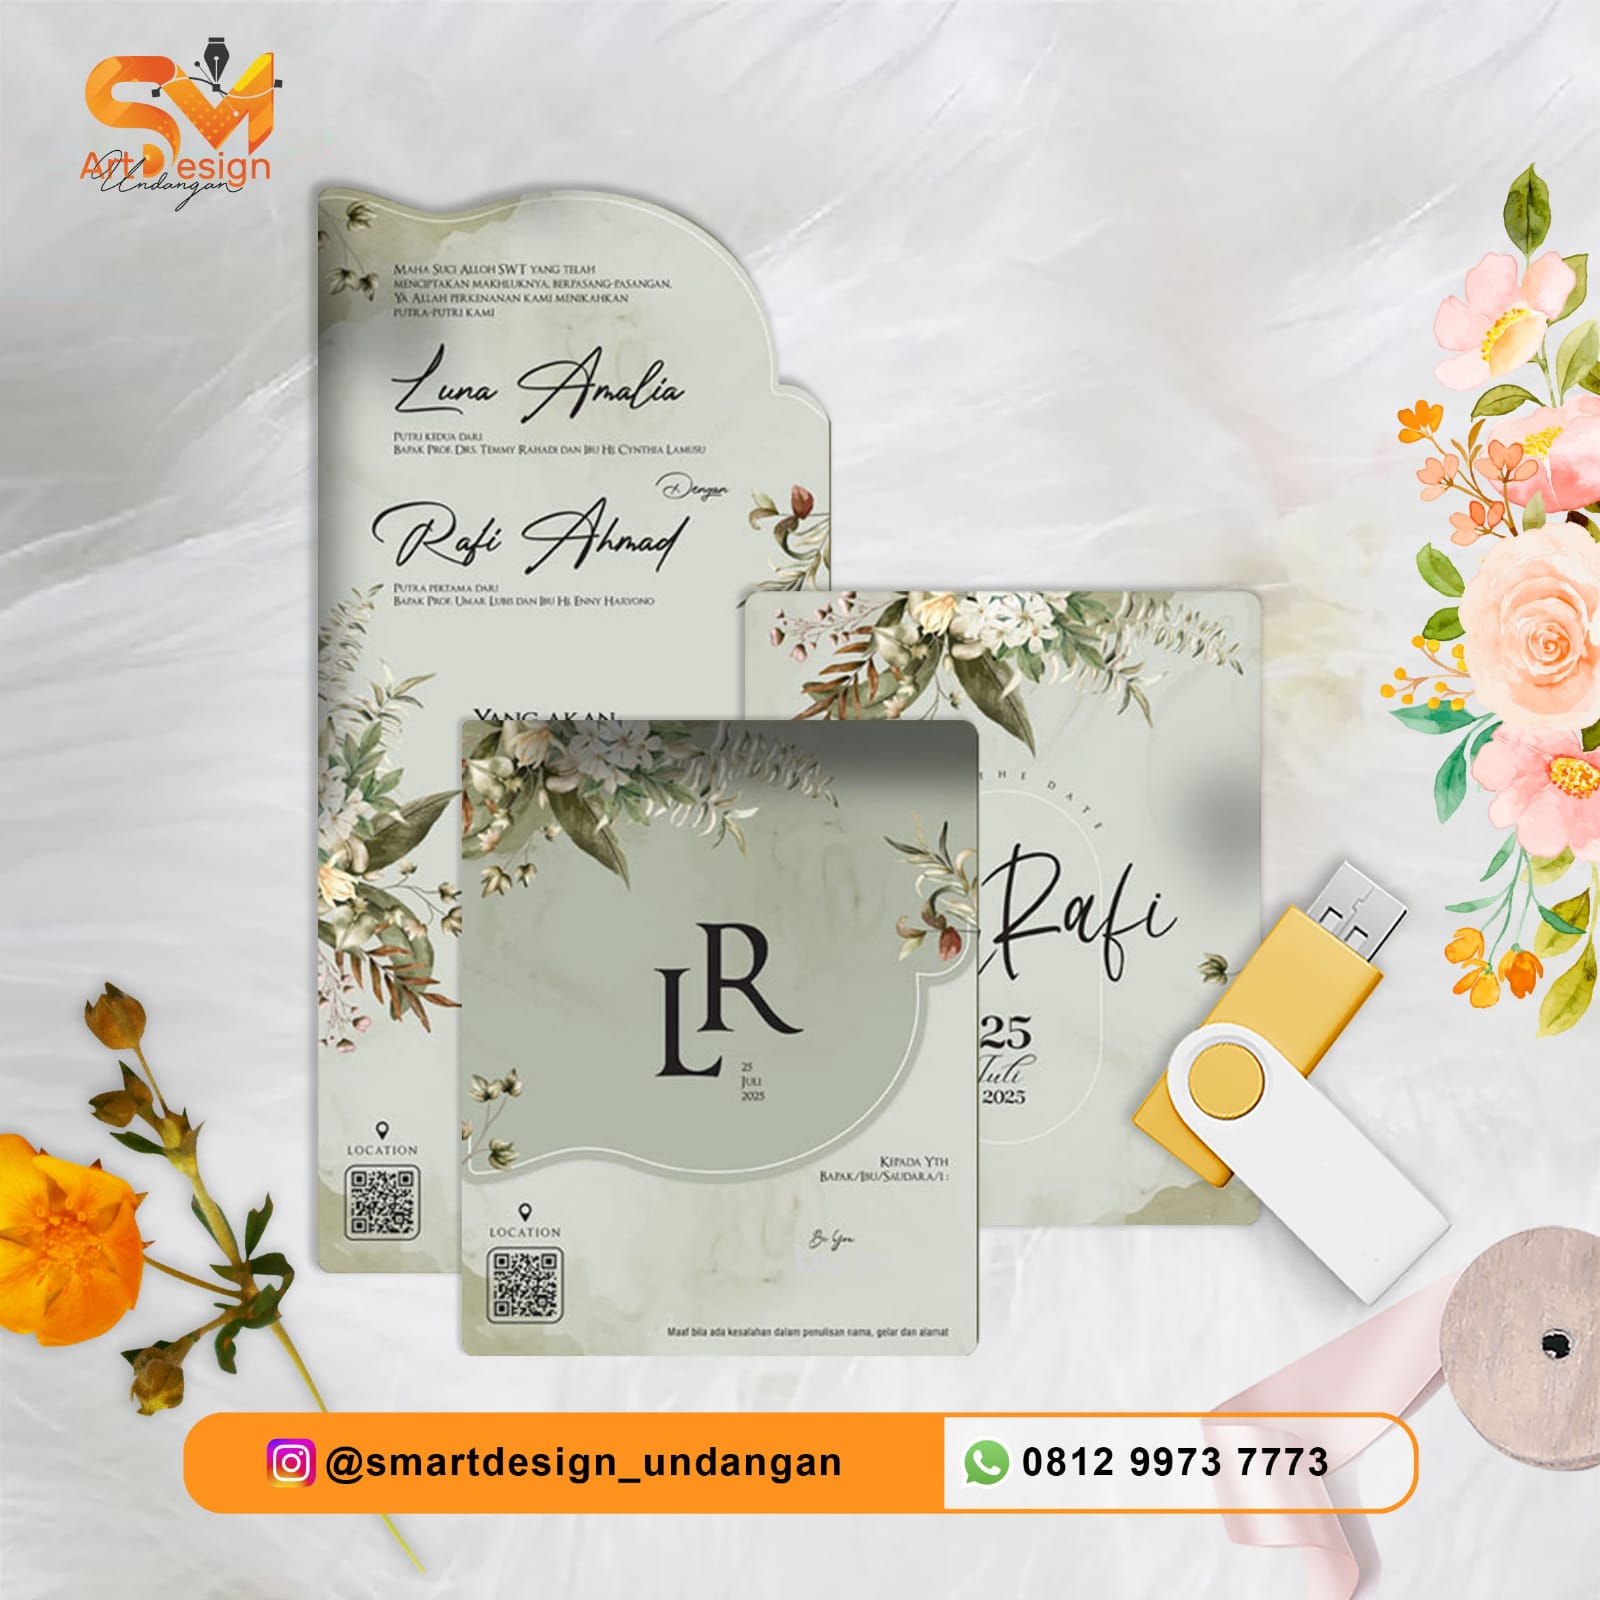 SM
Art Design
Undangan
Maha Suci Alloh SWT yang telah
menciptakan makhluknya, berpasang-pasangan.
Ya Allah perkenanan kami menikahkan
putra-putri kami
Luna Amalia
Putri kedua dari
Bapak Prof. Drs. Temmy Rahadi dan Ibu Hj. Cynthia Lamusu
Dengan
Rafi Ahmad
Putra pertama dari
Bapak Prof. Umar Lubis dan Ibu Hj. Enny Haryono
Yang akan
LOCATION
THE DATE
Rafi
25
Juli
2025
LR
25
Juli
2025
Kepada Yth
Bapak/Ibu/Saudara/i :
LOCATION
Maaf bila ada kesalahan dalam penulisan nama, gelar dan alamat
@smartdesign_undangan
0812 9973 7773